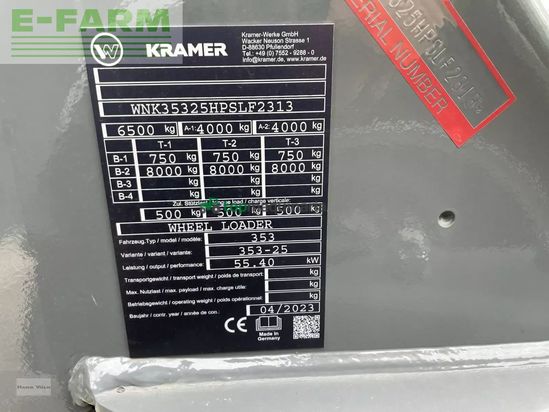 E-FARM
W KRAMER
Kramer-Werke GmbH
Wacker Neuson Strasse 1
D-88630 Pfullendorf
Tel.: +49 (0) 7552 - 9288 - 0
info@kramer.de / www.kramer.de
SERIAL NUMBER
WNK35325HPSLF2313
6500 kg A-1: 4000 kg A-2: 4000 kg
T-1 T-2 T-3
B-1 750 kg 750 kg 750 kg
B-2 8000 kg 8000 kg 8000 kg
B-3 kg kg kg
B-4 kg kg kg
500 kg 500 kg 500 kg
WHEEL LOADER
Fahrzeug.Typ / model / modèle: 353
Variante / variant / variante: 353-25
Leistung / output / performance: 55.40 kW
Transportgewicht / transport weight / poids de transport: kg
Max. Nutzlast / max. payload / max. charge utile: kg
Betriebsgewicht / operating weight / poids opérationnel: kg
Baujahr / constr. year / année de con.: 04/2023
CE
Made in Germany